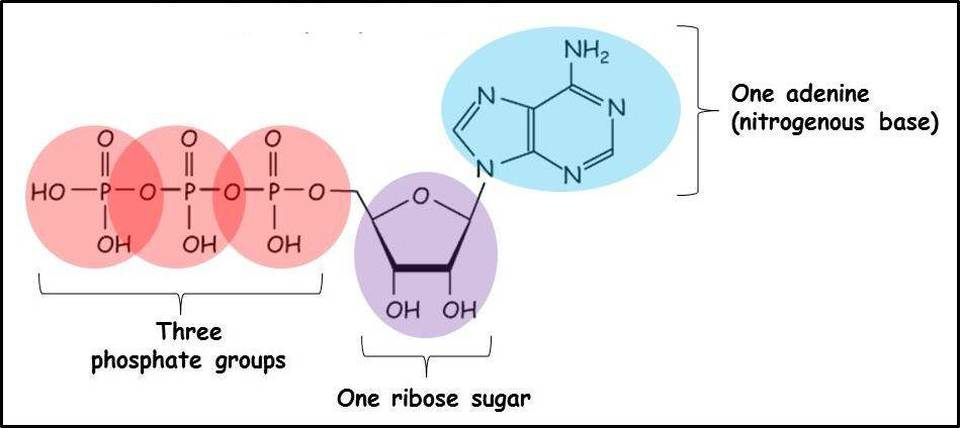 NH₂
N
N
N
N
One adenine
(nitrogenous base)
O O O
HO P O P O P O
OH OH OH
O
OH OH
Three
phosphate groups
One ribose sugar